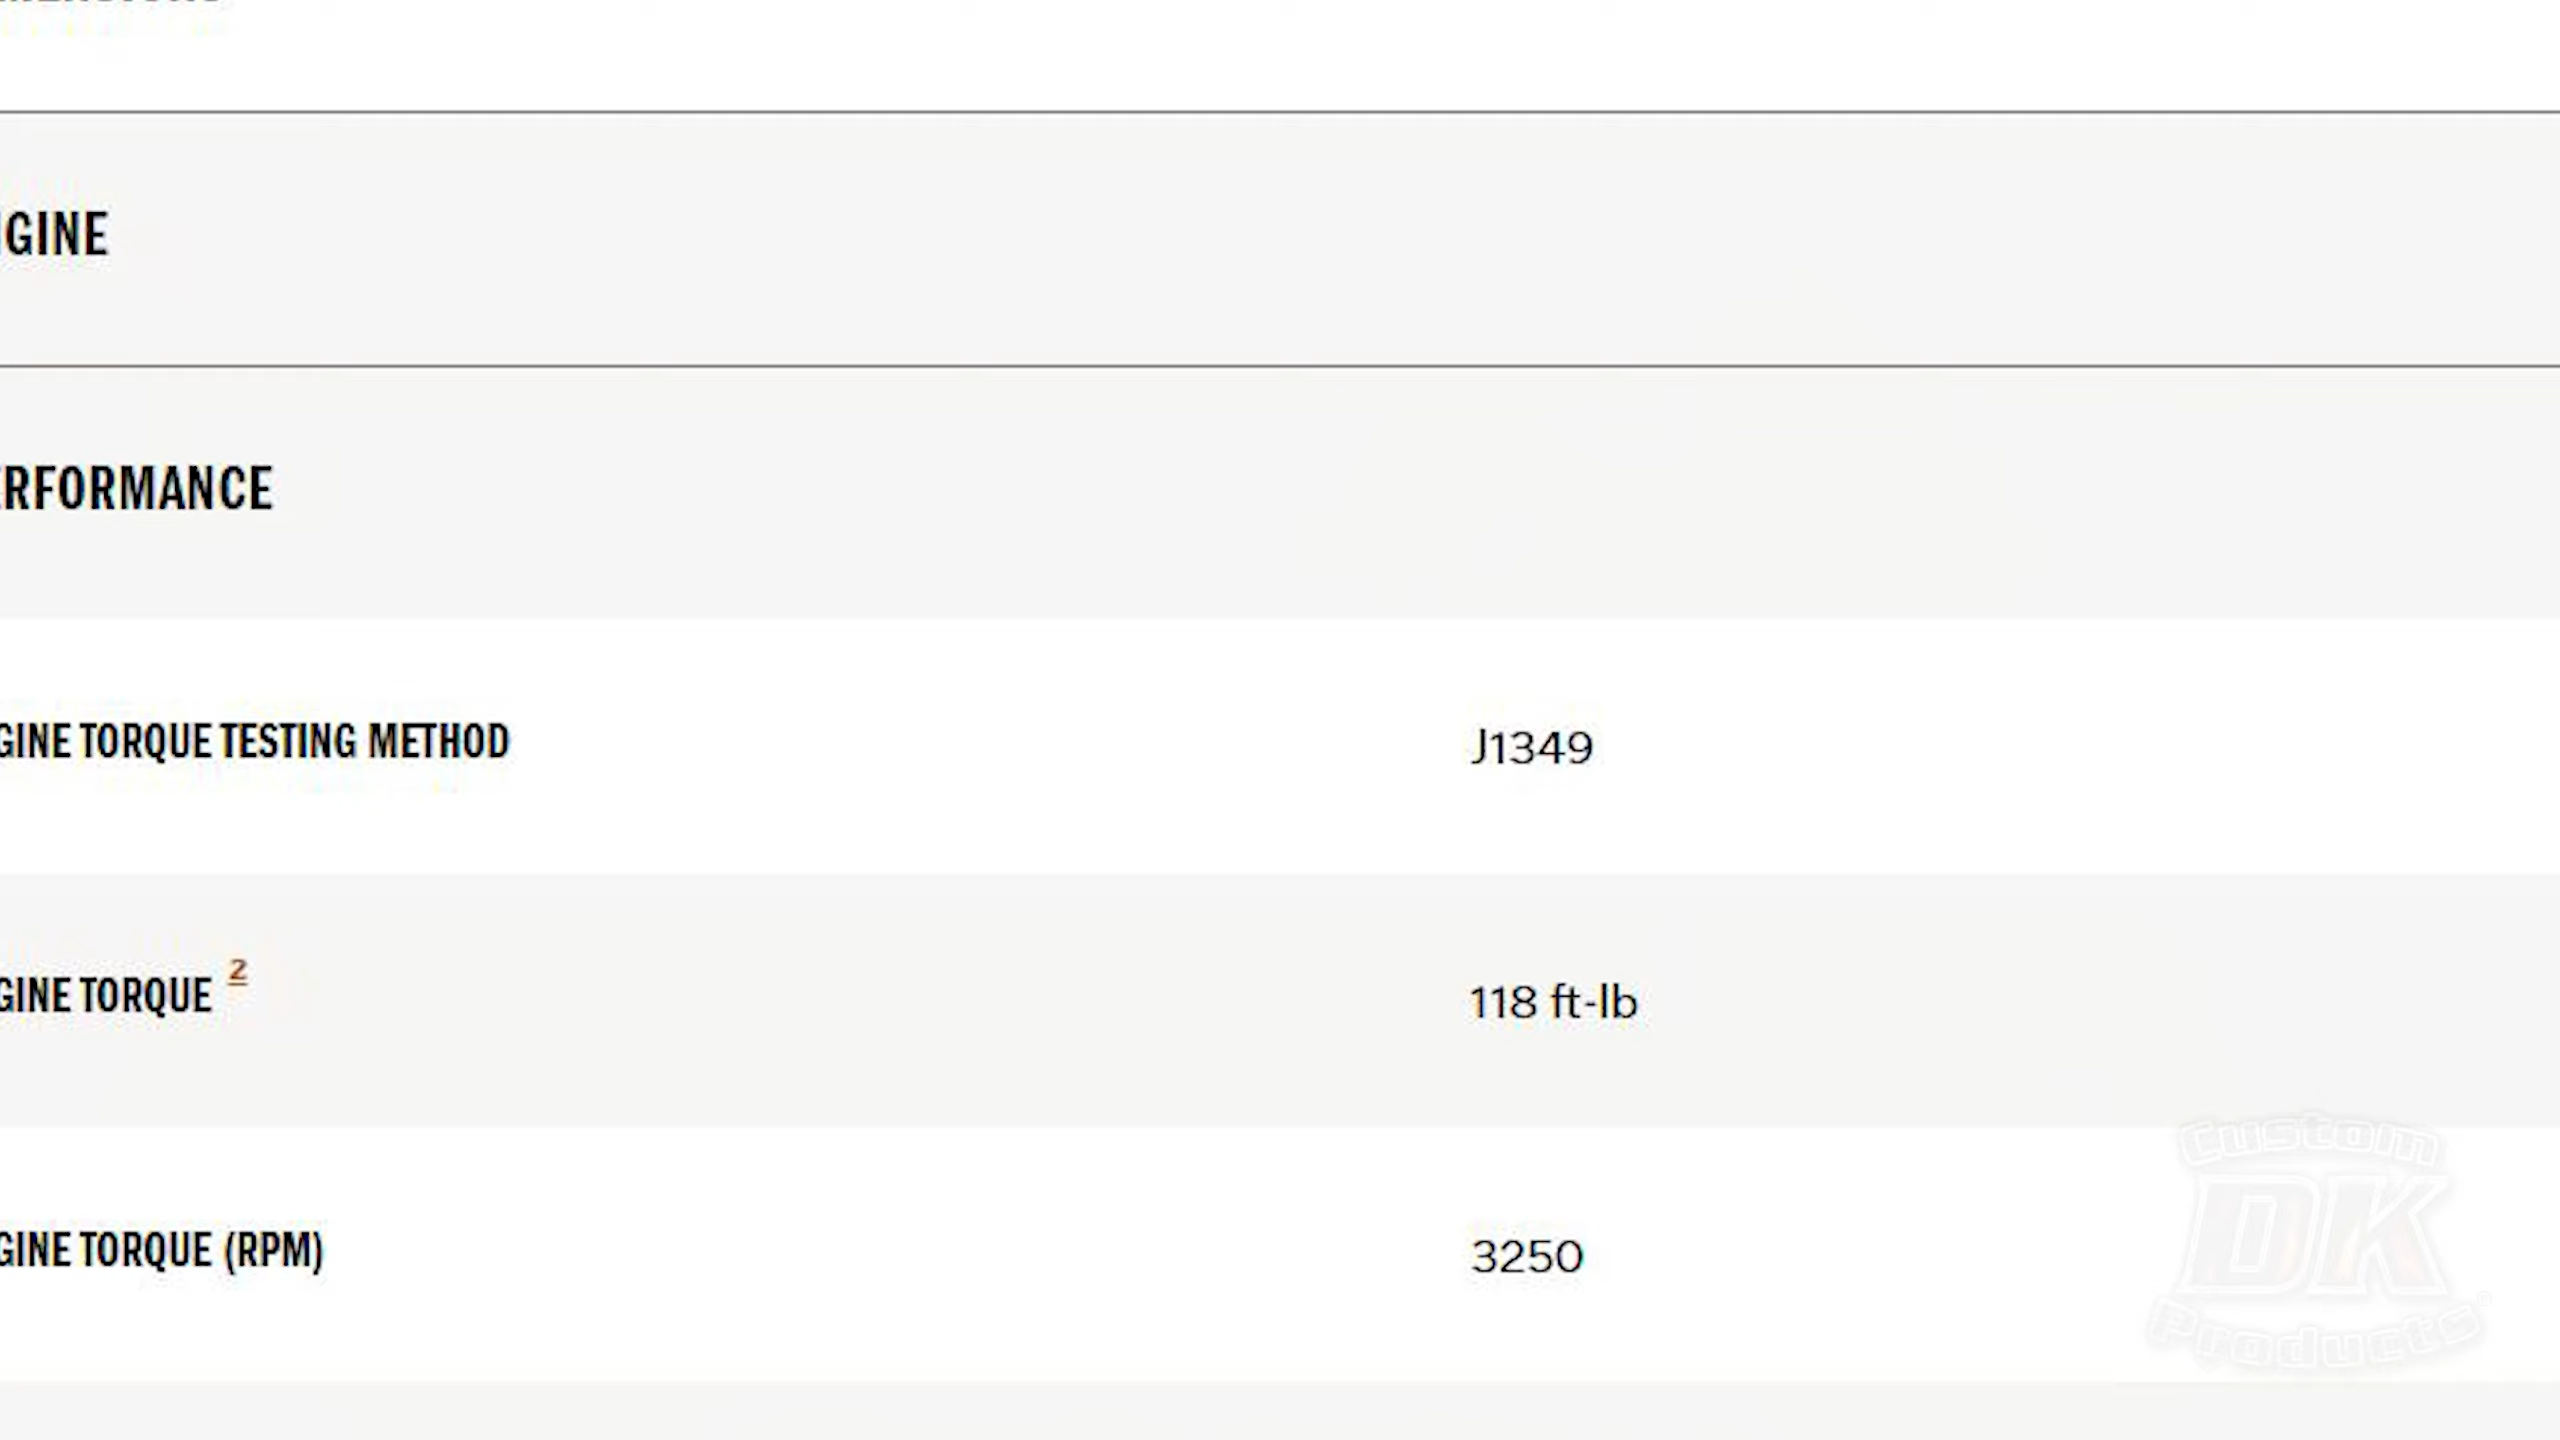 GINE
ERFORMANCE
GINE TORQUE TESTING METHOD
J1349
GINE TORQUE 2
118 ft-lb
GINE TORQUE (RPM)
3250
Custom
DK
Products®